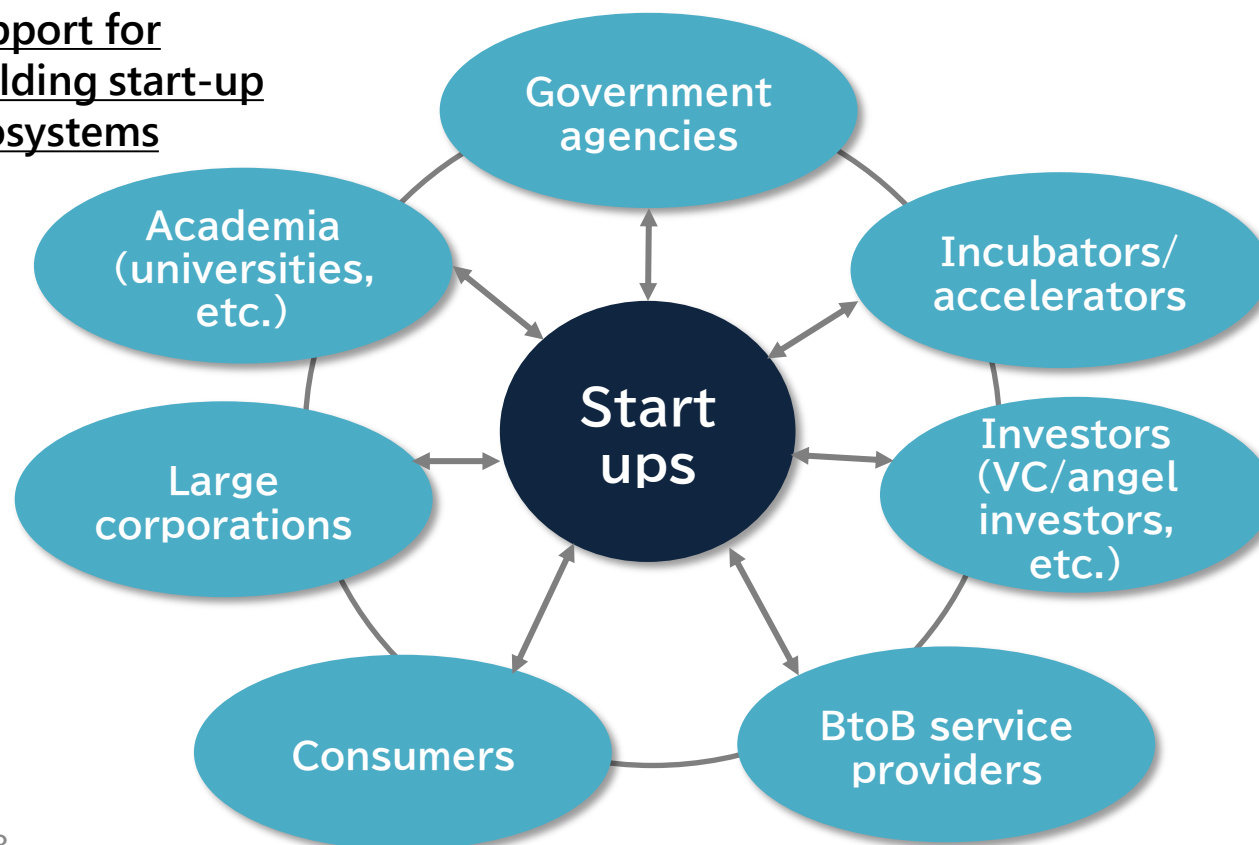 pport for
lding start-up
osystems
Government
agencies
Academia
(universities,
etc.)
Incubators/
accelerators
Start
ups
Investors
(VC/angel
investors,
etc.)
Large
corporations
BtoB service
providers
Consumers